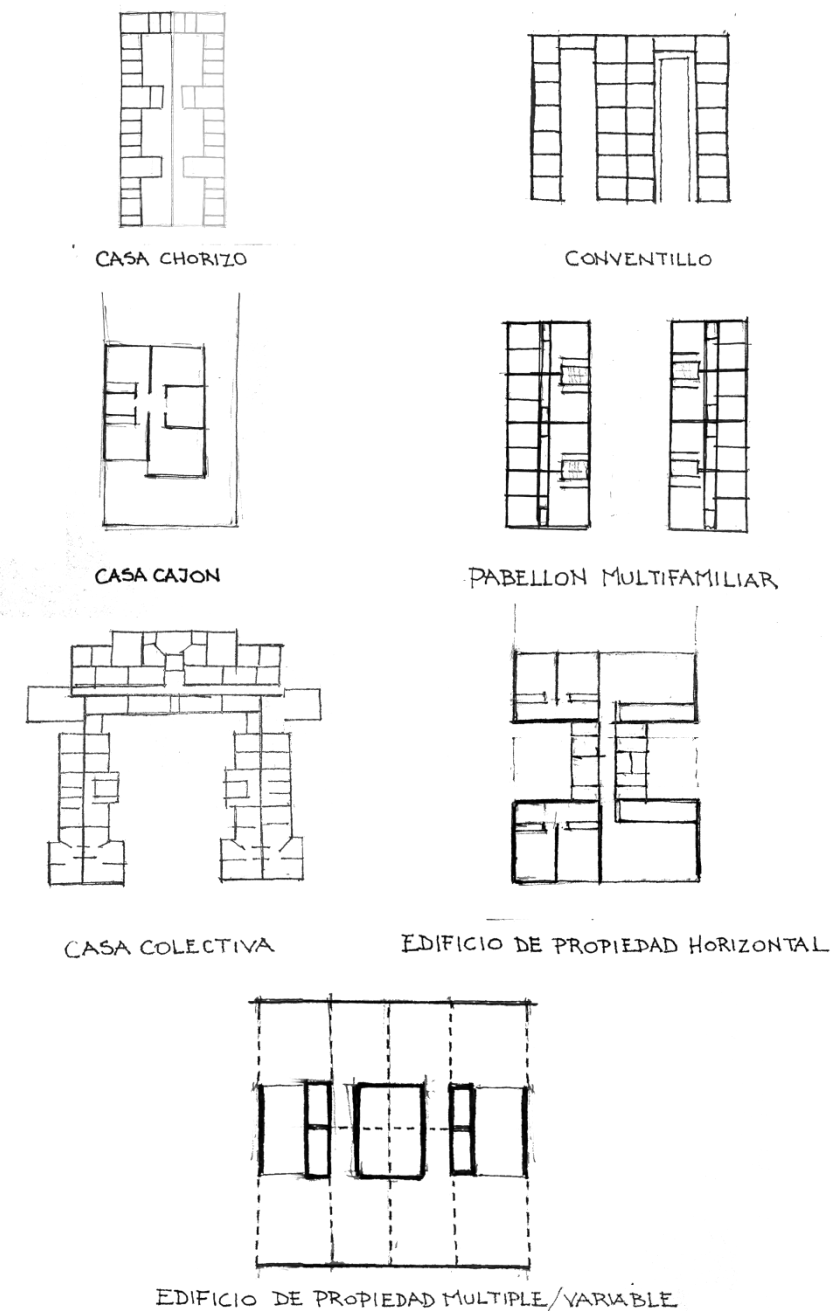 CASA CHORIZO
CONVENTILLO
CASA CAJON
PABELLON MULTIFAMILIAR
CASA COLECTIVA
EDIFICIO DE PROPIEDAD HORIZONTAL
EDIFICIO DE PROPIEDAD MULTIPLE/VARIABLE